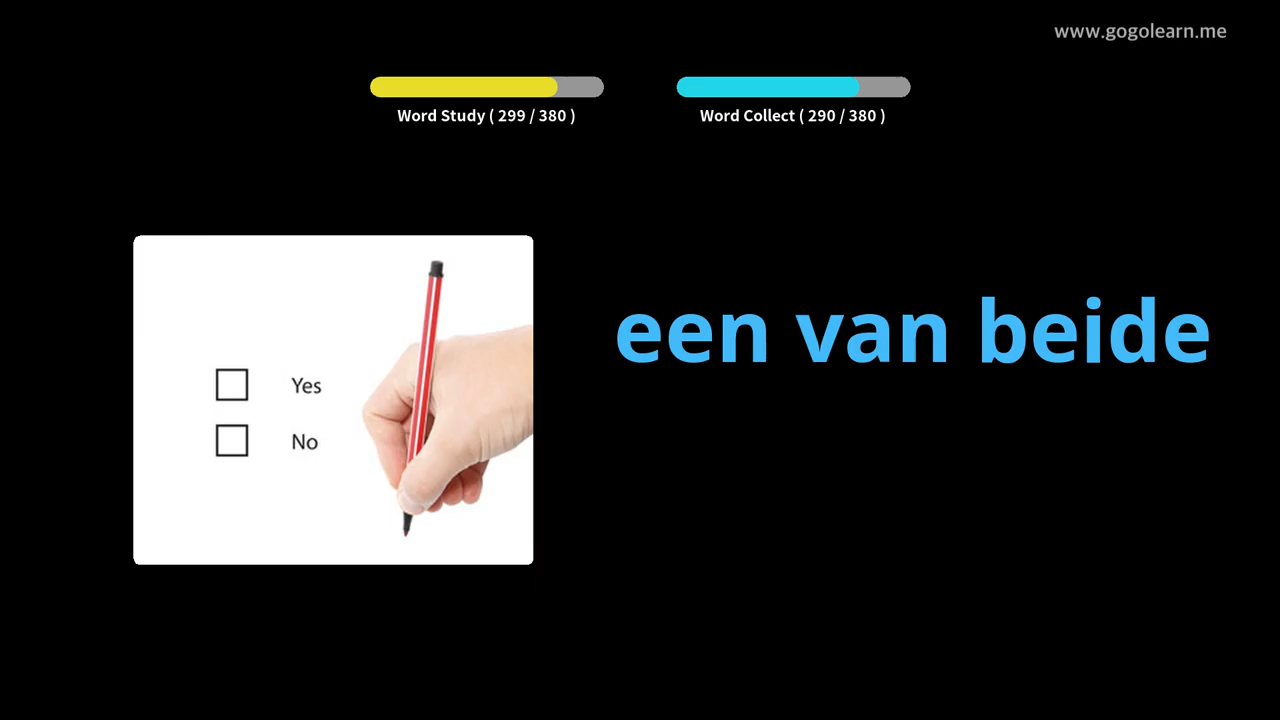 www.gogolearn.me
Word Study ( 299 / 380 )
Word Collect ( 290 / 380 )
een van beide
Yes
No